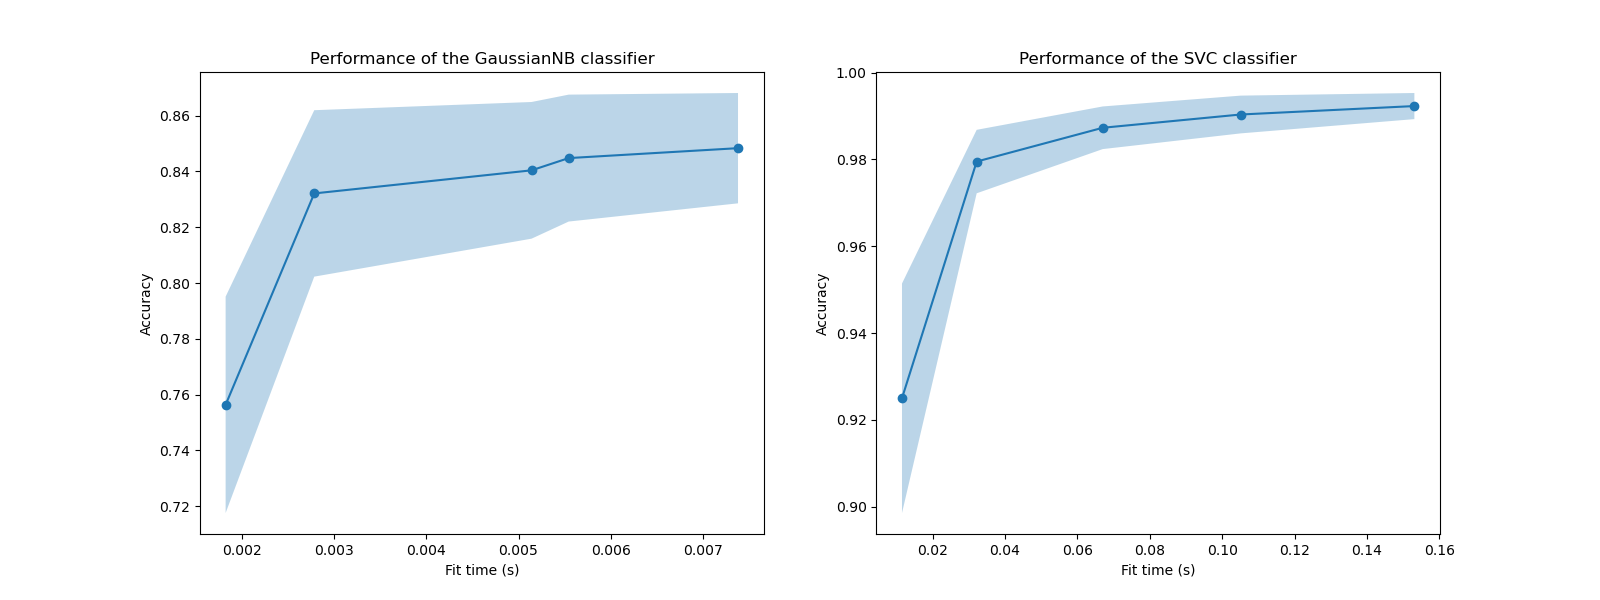 Performance of the GaussianNB classifier
0.86
0.84
0.82
0.80
0.78
0.76
0.74
0.72
Accuracy
0.002 0.003 0.004 0.005 0.006 0.007
Fit time (s)
Performance of the SVC classifier
1.00
0.98
0.96
0.94
0.92
0.90
Accuracy
0.02 0.04 0.06 0.08 0.10 0.12 0.14 0.16
Fit time (s)